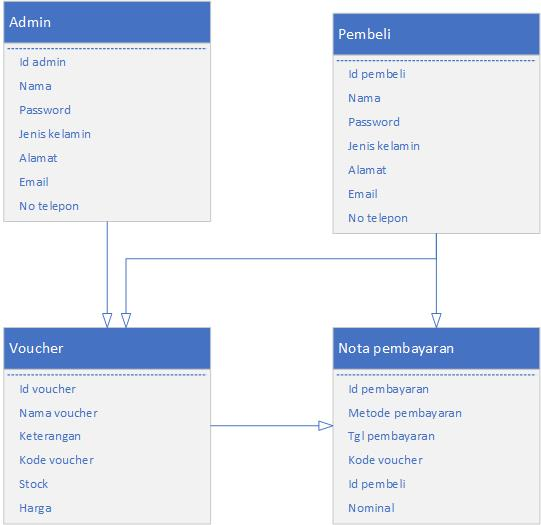 Admin
Id admin
Nama
Password
Jenis kelamin
Alamat
Email
No telepon
Pembeli
Id pembeli
Nama
Password
Jenis kelamin
Alamat
Email
No telepon
Voucher
Id voucher
Nama voucher
Keterangan
Kode voucher
Stock
Harga
Nota pembayaran
Id pembayaran
Metode pembayaran
Tgl pembayaran
Kode voucher
Id pembeli
Nominal